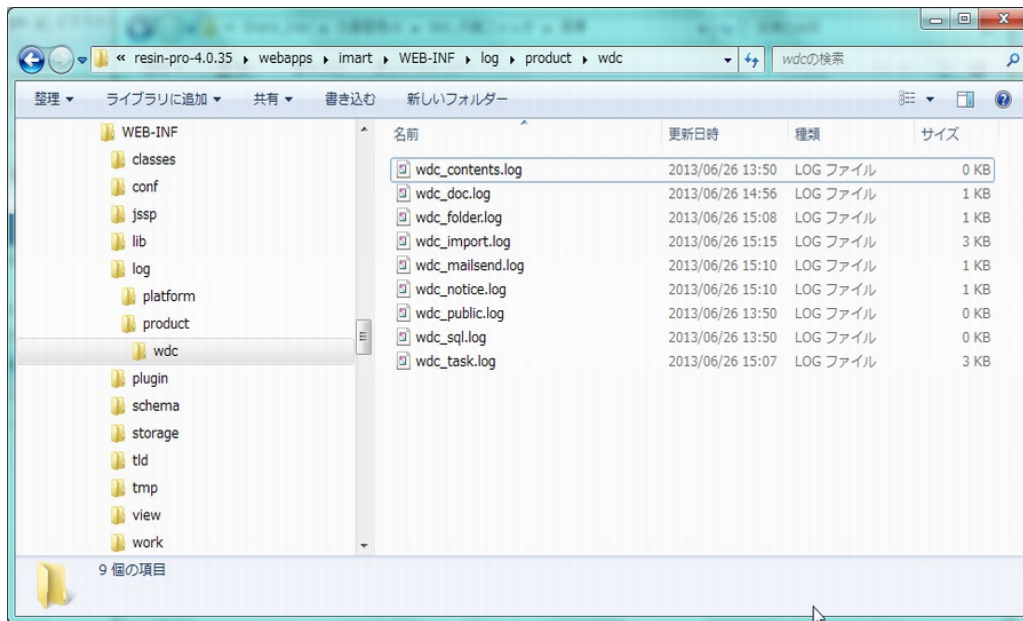 « resin-pro-4.0.35 ▸ webapps ▸ imart ▸ WEB-INF ▸ log ▸ product ▸ wdc
wdcの検索
整理 ▼ ライブラリに追加 ▼ 共有 ▼ 書き込む 新しいフォルダー
WEB-INF
classes
conf
jssp
lib
log
platform
product
wdc
plugin
schema
storage
tld
tmp
view
work
名前 更新日時 種類 サイズ
wdc_contents.log 2013/06/26 13:50 LOG ファイル 0 KB
wdc_doc.log 2013/06/26 14:56 LOG ファイル 1 KB
wdc_folder.log 2013/06/26 15:08 LOG ファイル 1 KB
wdc_import.log 2013/06/26 15:15 LOG ファイル 3 KB
wdc_mailsend.log 2013/06/26 15:10 LOG ファイル 1 KB
wdc_notice.log 2013/06/26 15:10 LOG ファイル 1 KB
wdc_public.log 2013/06/26 13:50 LOG ファイル 0 KB
wdc_sql.log 2013/06/26 13:50 LOG ファイル 0 KB
wdc_task.log 2013/06/26 15:07 LOG ファイル 3 KB
9 個の項目